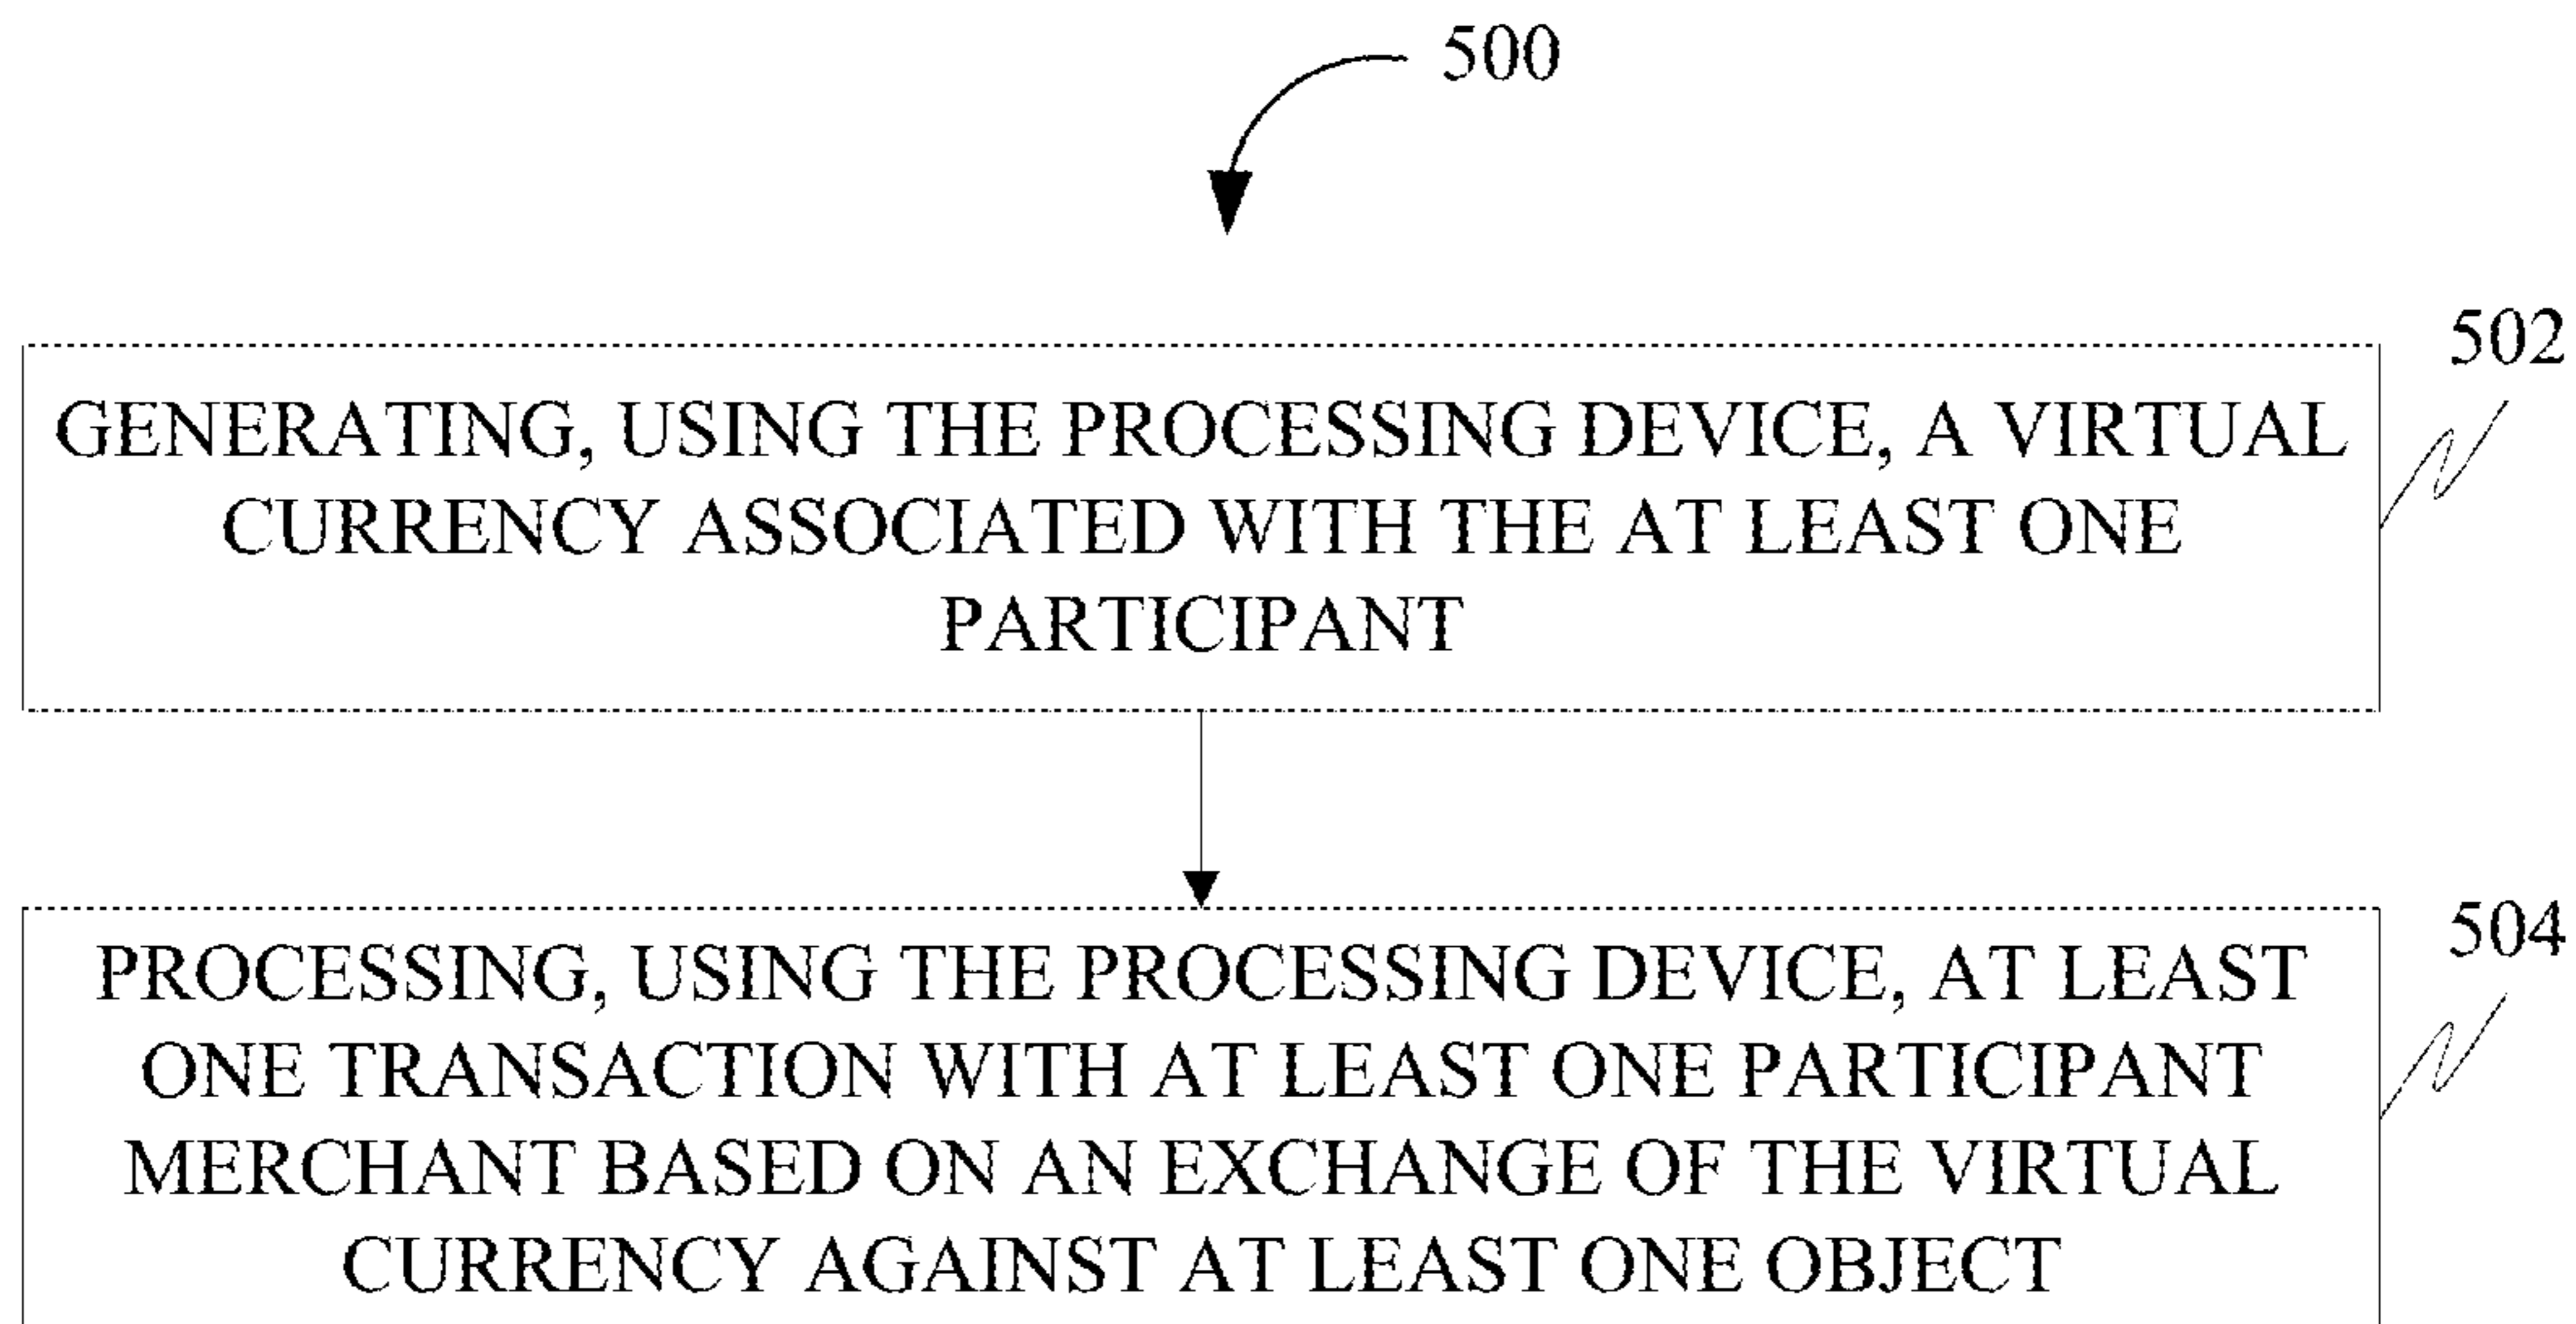 500
502
GENERATING, USING THE PROCESSING DEVICE, A VIRTUAL
CURRENCY ASSOCIATED WITH THE AT LEAST ONE
PARTICIPANT
504
PROCESSING, USING THE PROCESSING DEVICE, AT LEAST
ONE TRANSACTION WITH AT LEAST ONE PARTICIPANT
MERCHANT BASED ON AN EXCHANGE OF THE VIRTUAL
CURRENCY AGAINST AT LEAST ONE OBJECT